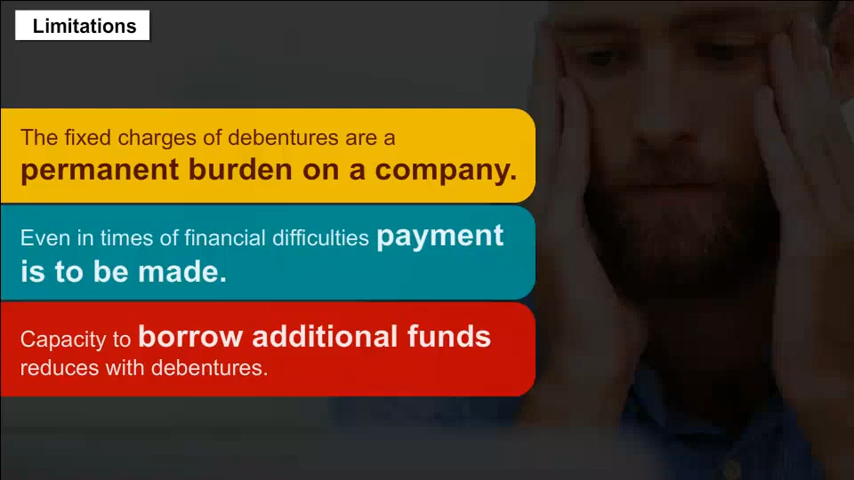 Limitations
The fixed charges of debentures are a
permanent burden on a company.
Even in times of financial difficulties payment
is to be made.
Capacity to borrow additional funds
reduces with debentures.